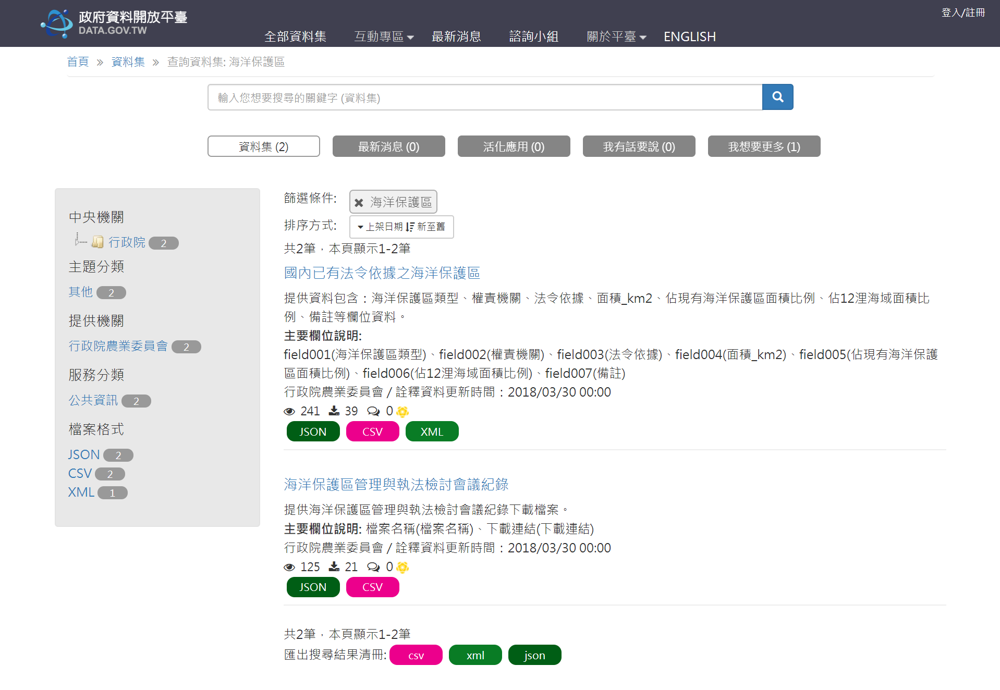 政府資料開放平臺
DATA.GOV.TW
登入/註冊
全部資料集 互動專區 最新消息 諮詢小組 關於平臺 ENGLISH
首頁 » 資料集 » 查詢資料集: 海洋保護區
輸入您想要搜尋的關鍵字 (資料集)
資料集 (2) 最新消息 (0) 活化應用 (0) 我有話要說 (0) 我想要更多 (1)
中央機關
行政院 2
主題分類
其他 2
提供機關
行政院農業委員會 2
服務分類
公共資訊 2
檔案格式
JSON 2
CSV 2
XML 1
篩選條件: 海洋保護區
排序方式: 上架日期 新至舊
共2筆，本頁顯示1-2筆
國內已有法令依據之海洋保護區
提供資料包含：海洋保護區類型、權責機關、法令依據、面積_km2、佔現有海洋保護區面積比例、佔12浬海域面積比
例、備註等欄位資料。
主要欄位說明:
field001(海洋保護區類型)、field002(權責機關)、field003(法令依據)、field004(面積_km2)、field005(佔現有海洋保護
區面積比例)、field006(佔12浬海域面積比例)、field007(備註)
行政院農業委員會 / 詮釋資料更新時間：2018/03/30 00:00
241 39 0
JSON CSV XML
海洋保護區管理與執法檢討會議紀錄
提供海洋保護區管理與執法檢討會議紀錄下載檔案。
主要欄位說明: 檔案名稱(檔案名稱)、下載連結(下載連結)
行政院農業委員會 / 詮釋資料更新時間：2018/03/30 00:00
125 21 0
JSON CSV
共2筆，本頁顯示1-2筆
匯出搜尋結果清冊: csv xml json